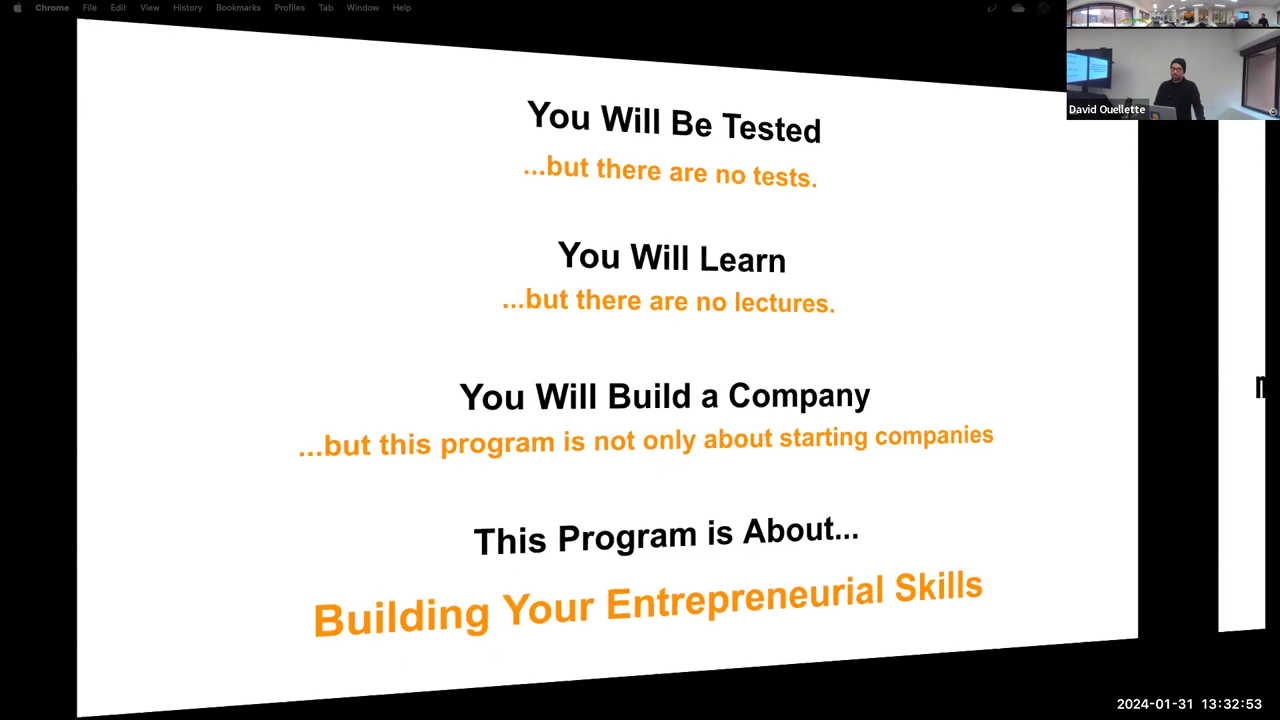 Chrome File Edit View History Bookmarks Profiles Tab Window Help
David Ouellette
You Will Be Tested
...but there are no tests.
You Will Learn
...but there are no lectures.
You Will Build a Company
...but this program is not only about starting companies
This Program is About...
Building Your Entrepreneurial Skills
2024-01-31 13:32:53